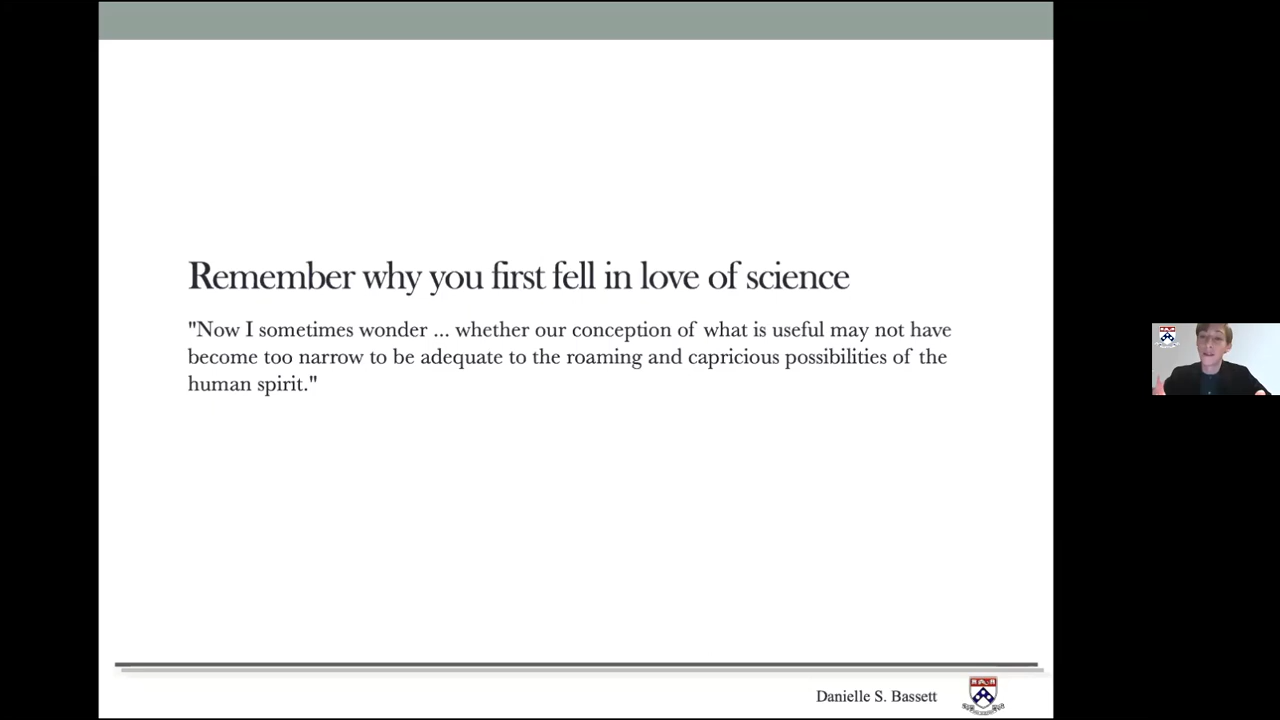 Remember why you first fell in love of science
"Now I sometimes wonder ... whether our conception of what is useful may not have
become too narrow to be adequate to the roaming and capricious possibilities of the
human spirit."
Danielle S. Bassett